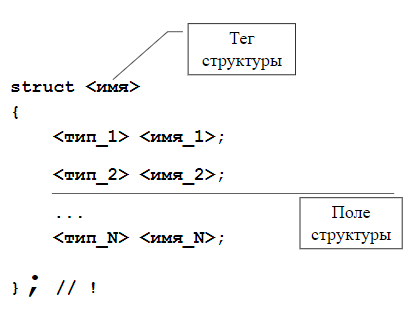 Тег
структуры
struct <имя>
{
<тип_1> <имя_1>;
<тип_2> <имя_2>;
...
Поле
структуры
<тип_N> <имя_N>;
} ; // !